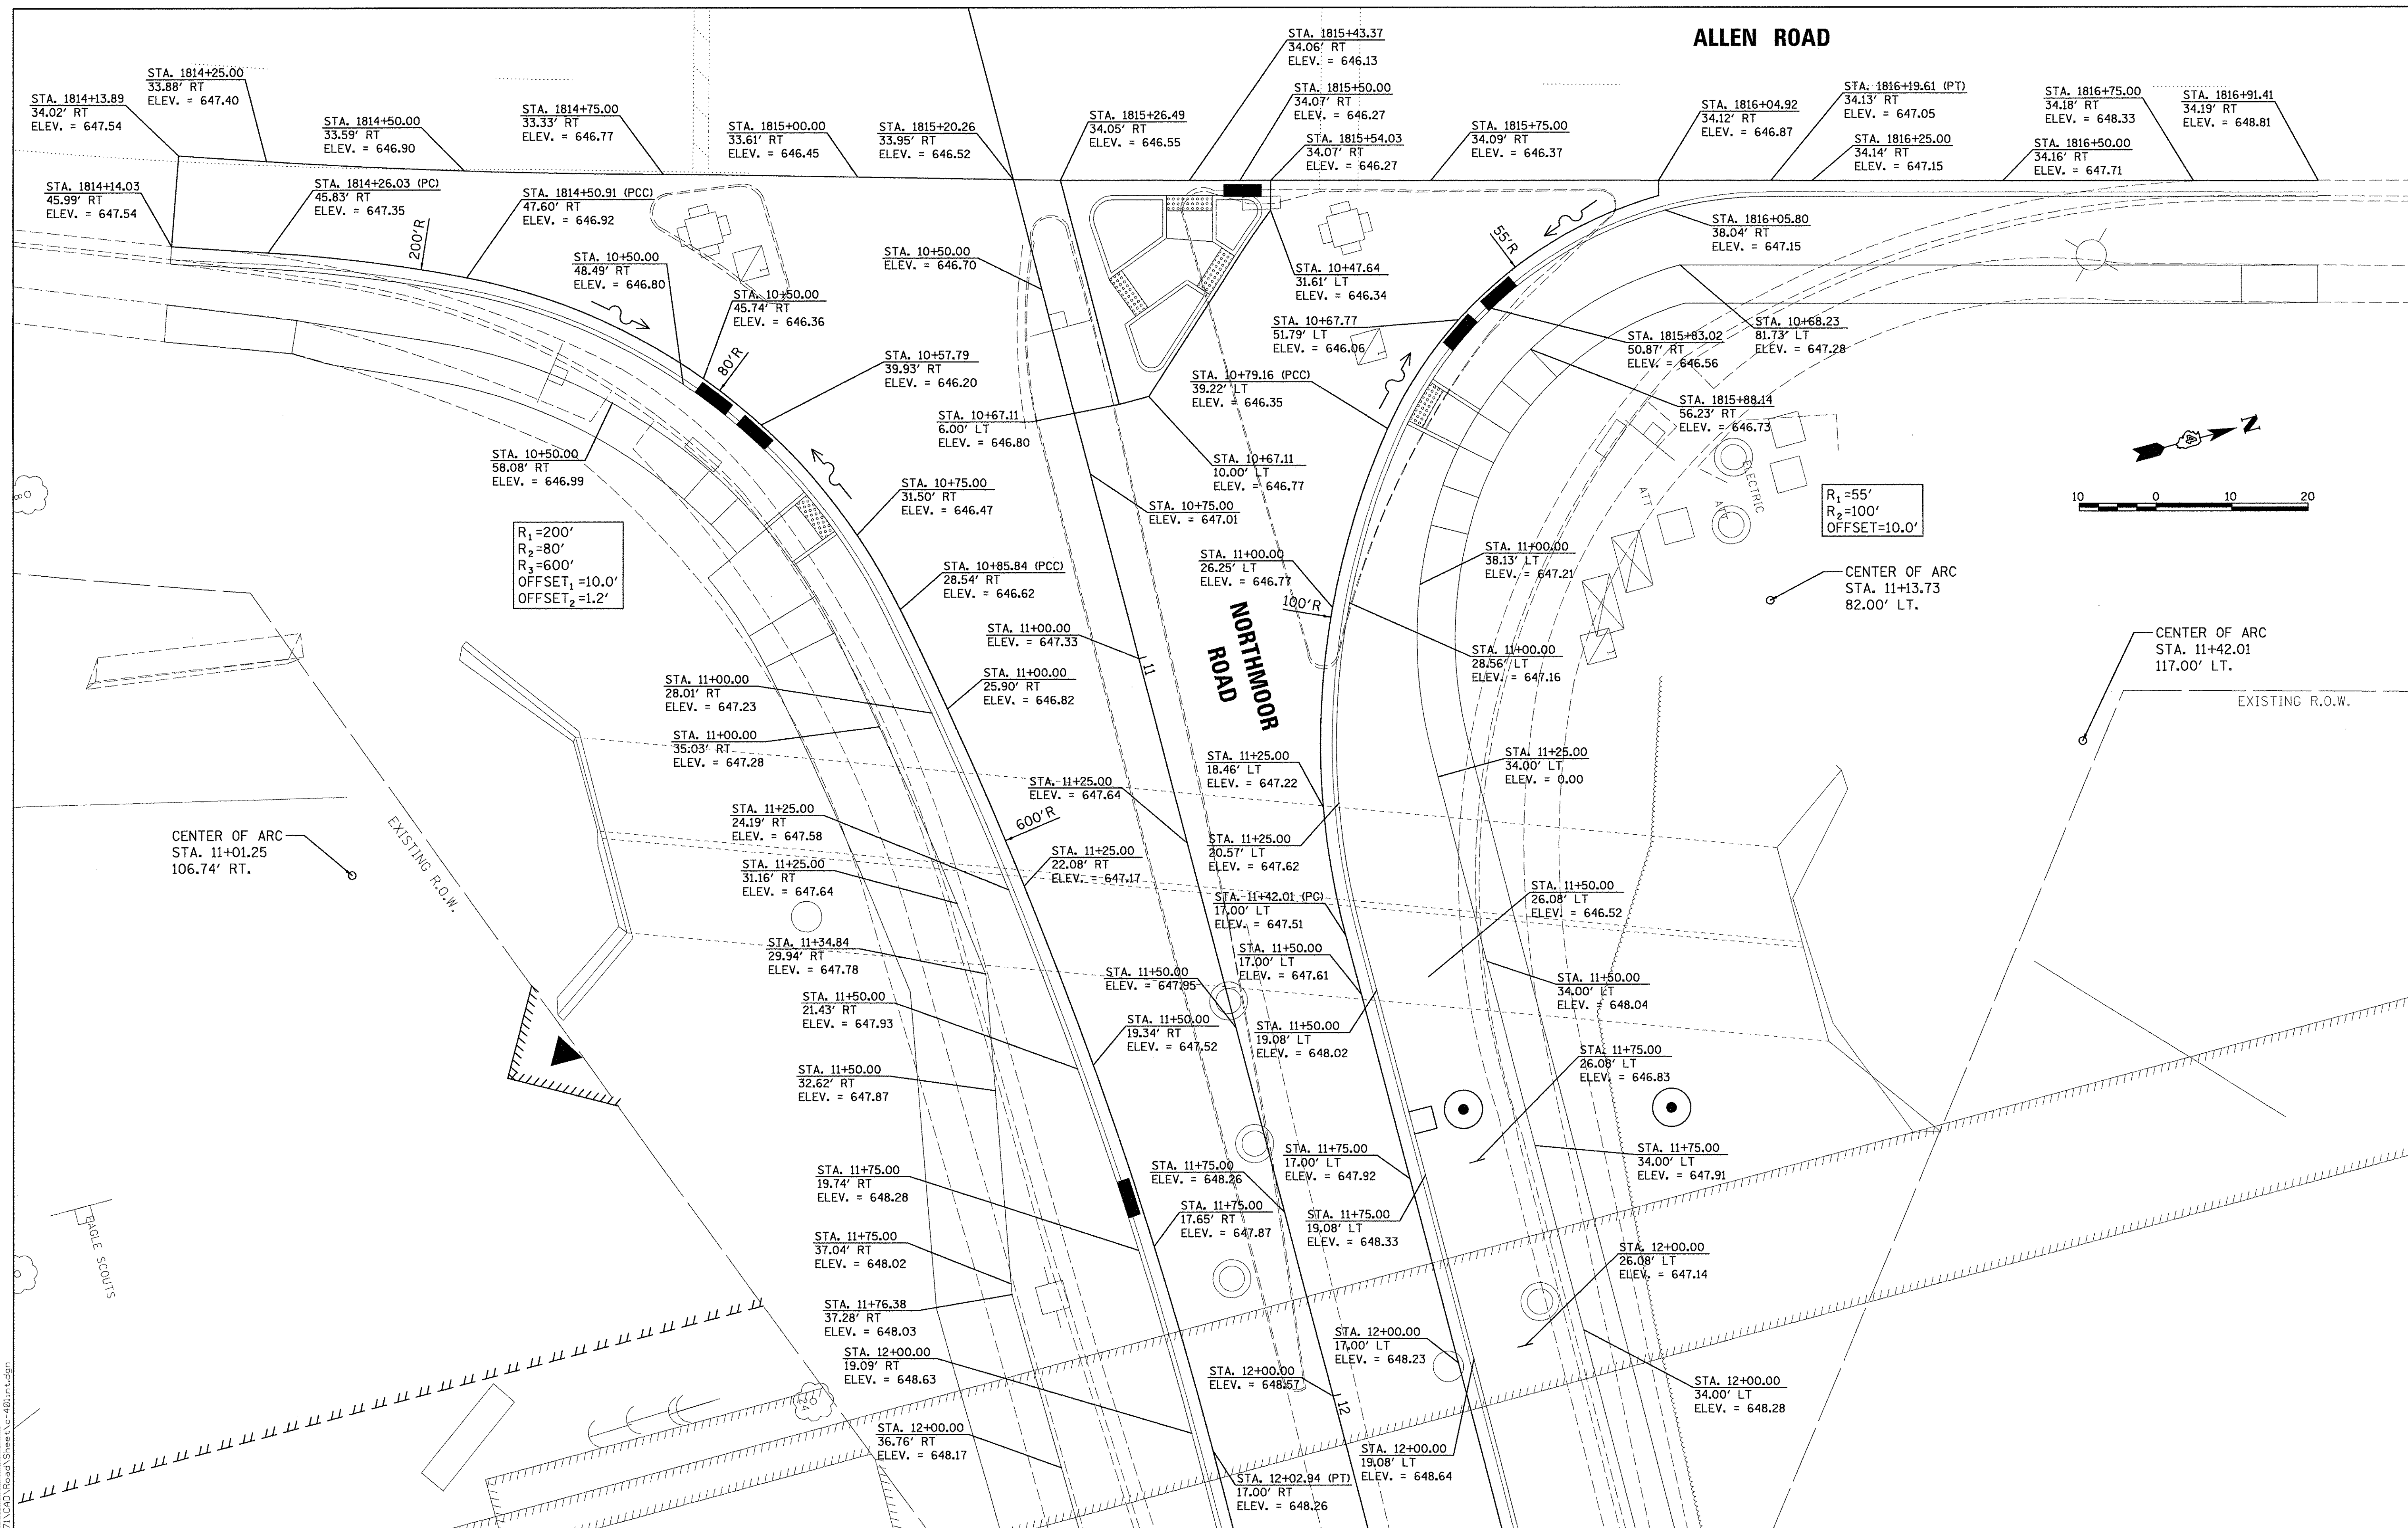 ALLEN ROAD
STA. 1814+13.89
34.02' RT
ELEV. = 647.54
STA. 1814+25.00
33.88' RT
ELEV. = 647.40
STA. 1814+50.00
33.59' RT
ELEV. = 646.90
STA. 1814+75.00
33.33' RT
ELEV. = 646.77
STA. 1815+00.00
33.61' RT
ELEV. = 646.45
STA. 1815+20.26
33.95' RT
ELEV. = 646.52
STA. 1815+26.49
34.05' RT
ELEV. = 646.55
STA. 1815+43.37
34.06' RT
ELEV. = 646.13
STA. 1815+50.00
34.07' RT
ELEV. = 646.27
STA. 1815+54.03
34.07' RT
ELEV. = 646.27
STA. 1815+75.00
34.09' RT
ELEV. = 646.37
STA. 1816+04.92
34.12' RT
ELEV. = 646.87
STA. 1816+19.61 (PT)
34.13' RT
ELEV. = 647.05
STA. 1816+25.00
34.14' RT
ELEV. = 647.15
STA. 1816+50.00
34.16' RT
ELEV. = 647.71
STA. 1816+75.00
34.18' RT
ELEV. = 648.33
STA. 1816+91.41
34.19' RT
ELEV. = 648.81
STA. 1814+14.03
45.99' RT
ELEV. = 647.54
STA. 1814+26.03 (PC)
45.83' RT
ELEV. = 647.35
200'R
STA. 1814+50.91 (PCC)
47.60' RT
ELEV. = 646.92
STA. 10+50.00
48.49' RT
ELEV. = 646.80
STA. 10+50.00
45.74' RT
ELEV. = 646.36
80'R
STA. 10+57.79
39.93' RT
ELEV. = 646.20
STA. 10+50.00
ELEV. = 646.70
STA. 10+47.64
31.61' LT
ELEV. = 646.34
55'R
STA. 1816+05.80
38.04' RT
ELEV. = 647.15
STA. 10+67.77
51.79' LT
ELEV. = 646.06
STA. 1815+83.02
50.87' RT
ELEV. = 646.56
STA. 10+68.23
81.73' LT
ELEV. = 647.28
STA. 10+79.16 (PCC)
39.22' LT
ELEV. = 646.35
STA. 1815+88.14
56.23' RT
ELEV. = 646.73
STA. 10+67.11
6.00' LT
ELEV. = 646.80
STA. 10+67.11
10.00' LT
ELEV. = 646.77
STA. 10+50.00
58.08' RT
ELEV. = 646.99
STA. 10+75.00
31.50' RT
ELEV. = 646.47
STA. 10+75.00
ELEV. = 647.01
ELECTRIC
ATT
ATT
N
10 0 10 20
R1=200'
R2=80'
R3=600'
OFFSET1=10.0'
OFFSET2=1.2'
R1=55'
R2=100'
OFFSET=10.0'
STA. 10+85.84 (PCC)
28.54' RT
ELEV. = 646.62
STA. 11+00.00
26.25' LT
ELEV. = 646.77
100'R
STA. 11+00.00
38.13' LT
ELEV. = 647.21
CENTER OF ARC
STA. 11+13.73
82.00' LT.
NORTHMOOR
ROAD
STA. 11+00.00
ELEV. = 647.33
11
STA. 11+00.00
28.56' LT
ELEV. = 647.16
CENTER OF ARC
STA. 11+42.01
117.00' LT.
EXISTING R.O.W.
STA. 11+00.00
25.90' RT
ELEV. = 646.82
STA. 11+00.00
28.01' RT
ELEV. = 647.23
STA. 11+00.00
35.03' RT
ELEV. = 647.28
STA. 11+25.00
ELEV. = 647.64
STA. 11+25.00
18.46' LT
ELEV. = 647.22
STA. 11+25.00
34.00' LT
ELEV. = 0.00
CENTER OF ARC
STA. 11+01.25
106.74' RT.
EXISTING R.O.W.
STA. 11+25.00
24.19' RT
ELEV. = 647.58
600'R
STA. 11+25.00
31.16' RT
ELEV. = 647.64
STA. 11+25.00
22.08' RT
ELEV. = 647.17
STA. 11+25.00
20.57' LT
ELEV. = 647.62
STA. 11+42.01 (PC)
17.00' LT
ELEV. = 647.51
STA. 11+50.00
26.08' LT
ELEV. = 646.52
STA. 11+34.84
29.94' RT
ELEV. = 647.78
STA. 11+50.00
17.00' LT
ELEV. = 647.61
STA. 11+50.00
ELEV. = 647.95
STA. 11+50.00
34.00' LT
ELEV. = 648.04
STA. 11+50.00
21.43' RT
ELEV. = 647.93
STA. 11+50.00
19.34' RT
ELEV. = 647.52
STA. 11+50.00
19.08' LT
ELEV. = 648.02
STA. 11+75.00
26.08' LT
ELEV. = 646.83
STA. 11+50.00
32.62' RT
ELEV. = 647.87
STA. 11+75.00
19.74' RT
ELEV. = 648.28
STA. 11+75.00
ELEV. = 648.26
STA. 11+75.00
17.00' LT
ELEV. = 647.92
STA. 11+75.00
34.00' LT
ELEV. = 647.91
STA. 11+75.00
17.65' RT
ELEV. = 647.87
STA. 11+75.00
19.08' LT
ELEV. = 648.33
STA. 11+75.00
37.04' RT
ELEV. = 648.02
STA. 12+00.00
26.08' LT
ELEV. = 647.14
EAGLE SCOUTS
STA. 11+76.38
37.28' RT
ELEV. = 648.03
STA. 12+00.00
19.09' RT
ELEV. = 648.63
STA. 12+00.00
ELEV. = 648.57
12
STA. 12+00.00
17.00' LT
ELEV. = 648.23
STA. 12+00.00
34.00' LT
ELEV. = 648.28
24
STA. 12+00.00
36.76' RT
ELEV. = 648.17
STA. 12+00.00
19.08' LT
ELEV. = 648.64
STA. 12+02.94 (PT)
17.00' RT
ELEV. = 648.26
71\CAD\Road\Sheet\c-401int.dgn